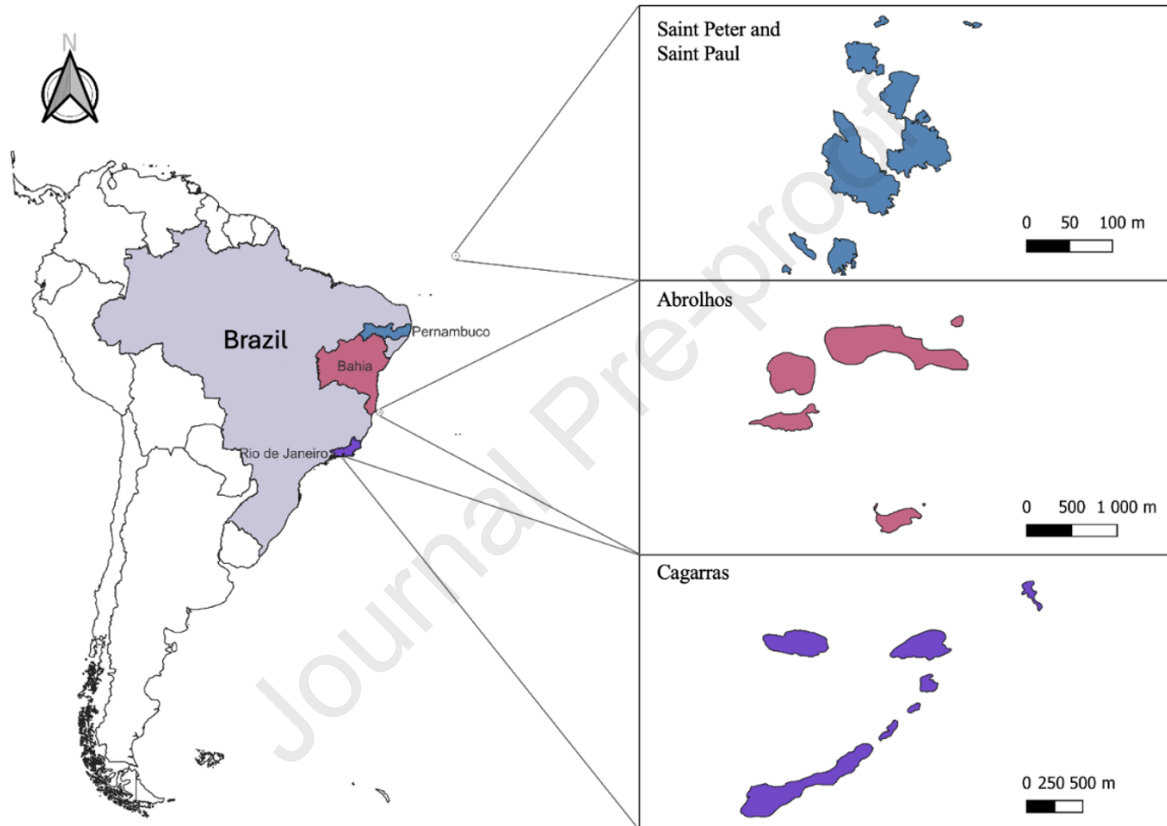 N
Saint Peter and
Saint Paul
0 50 100 m
Brazil
Pernambuco
Bahia
Rio de Janeiro
Abrolhos
0 500 1 000 m
Cagarras
0 250 500 m
Journal Pre-proof